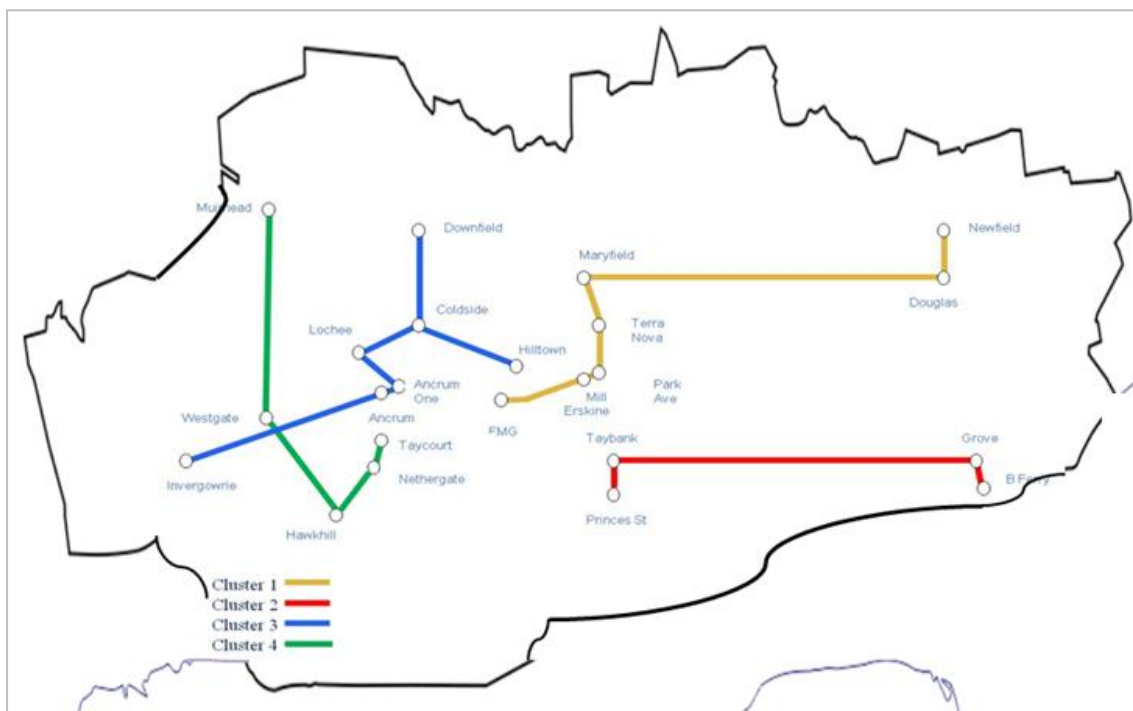 Muirhead
Downfield
Newfield
Maryfield
Douglas
Coldside
Terra
Nova
Lochee
Hilltown
Ancrum
One
Park
Ave
Mill
Erskine
Ancrum
FMG
Westgate
Taycourt
Taybank
Grove
Nethergate
B Ferry
Invergowrie
Princes St
Hawkhill
Cluster 1
Cluster 2
Cluster 3
Cluster 4